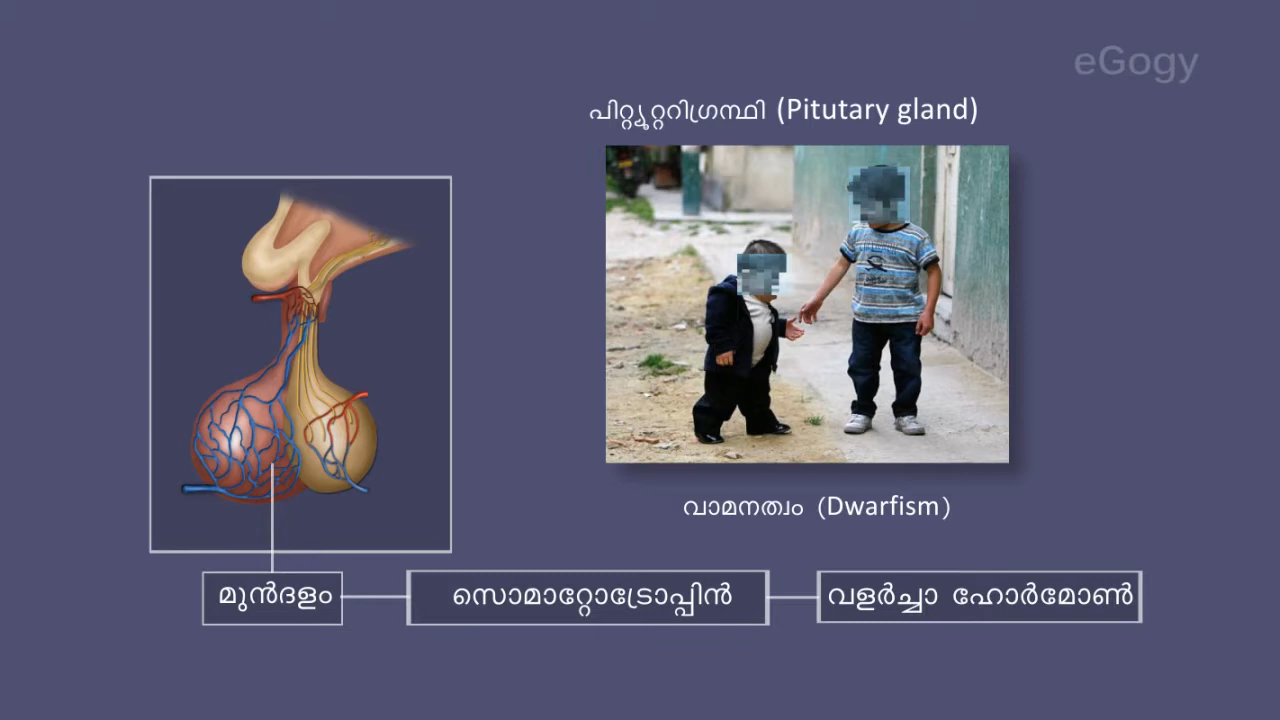 eGogy
പിറ്റ്യൂറ്ററിഗ്രന്ഥി (Pitutary gland)
വാമനത്വം (Dwarfism)
മുൻദളം
സൊമാറ്റോട്രോപ്പിൻ
വളർച്ചാ ഹോർമോൺ